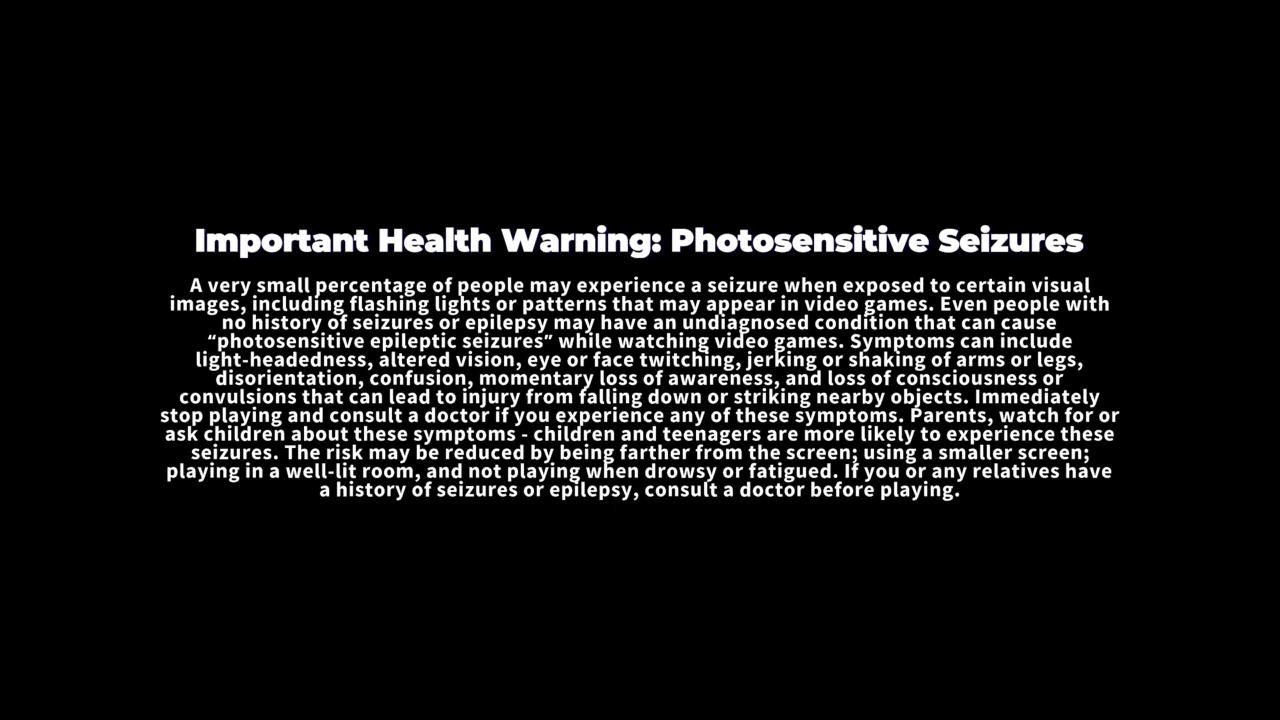 Important Health Warning: Photosensitive Seizures
A very small percentage of people may experience a seizure when exposed to certain visual
images, including flashing lights or patterns that may appear in video games. Even people with
no history of seizures or epilepsy may have an undiagnosed condition that can cause
“photosensitive epileptic seizures” while watching video games. Symptoms can include
light-headedness, altered vision, eye or face twitching, jerking or shaking of arms or legs,
disorientation, confusion, momentary loss of awareness, and loss of consciousness or
convulsions that can lead to injury from falling down or striking nearby objects. Immediately
stop playing and consult a doctor if you experience any of these symptoms. Parents, watch for or
ask children about these symptoms - children and teenagers are more likely to experience these
seizures. The risk may be reduced by being farther from the screen; using a smaller screen;
playing in a well-lit room, and not playing when drowsy or fatigued. If you or any relatives have
a history of seizures or epilepsy, consult a doctor before playing.